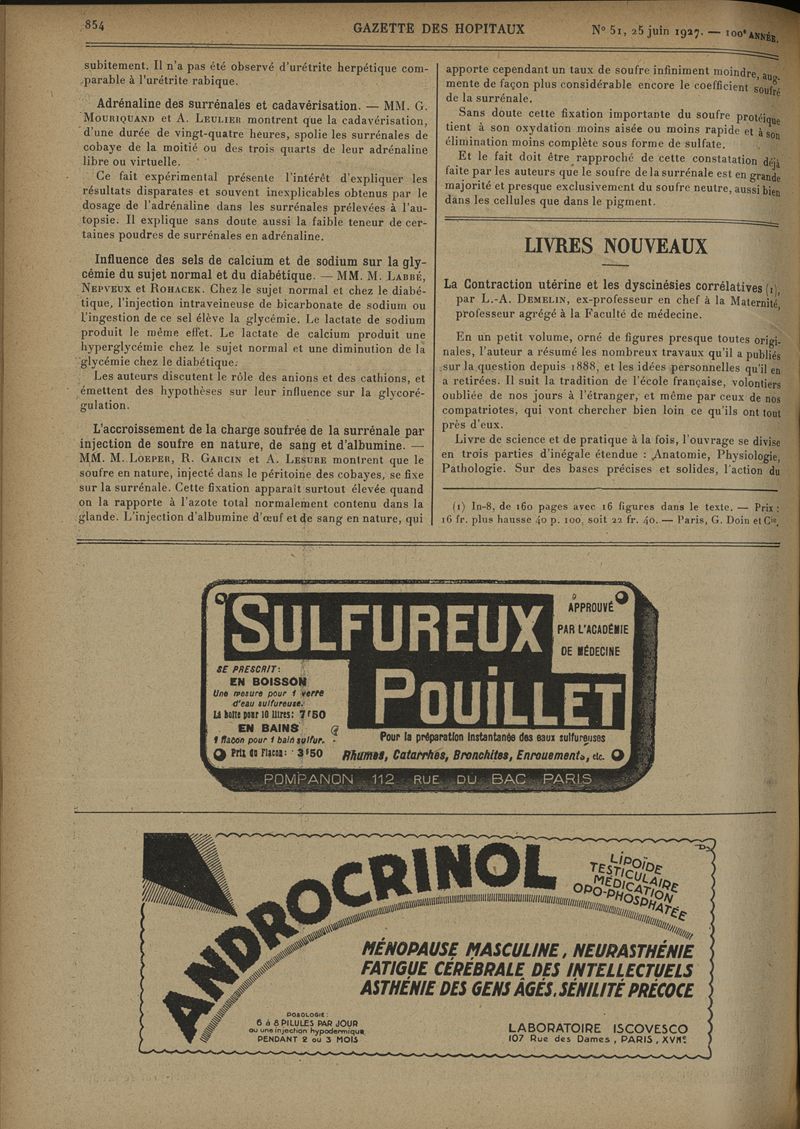 854
GAZETTE DES HOPITAUX
N° 51, 25 juin 1927. — 100e ANNÉE.
subitement. Il n'a pas été observé d'urétrite herpétique com-
parable à l'urétrite rabique.
Adrénaline des surrénales et cadavérisation. — MM. G.
MOURIQUAND et A. LEULIER montrent que la cadavérisation,
d'une durée de vingt-quatre heures, spolie les surrénales de
cobaye de la moitié ou des trois quarts de leur adrénaline
libre ou virtuelle.
Ce fait expérimental présente l'intérêt d'expliquer les
résultats disparates et souvent inexplicables obtenus par le
dosage de l'adrénaline dans les surrénales prélevées à l'au-
topsie. Il explique sans doute aussi la faible teneur de cer-
taines poudres de surrénales en adrénaline.
Influence des sels de calcium et de sodium sur la gly-
cémie du sujet normal et du diabétique. — MM. M. LABBÉ,
NEPVEUX et ROHACEK. Chez le sujet normal et chez le diabé-
tique, l'injection intraveineuse de bicarbonate de sodium ou
l'ingestion de ce sel élève la glycémie. Le lactate de sodium
produit le même effet. Le lactate de calcium produit une
hyperglycémie chez le sujet normal et une diminution de la
glycémie chez le diabétique.
Les auteurs discutent le rôle des anions et des cathions, et
émettent des hypothèses sur leur influence sur la glycoré-
gulation.
L'accroissement de la charge soufrée de la surrénale par
injection de soufre en nature, de sang et d'albumine. —
MM. M. LOEPER, R. GARCIN et A. LESURE montrent que le
soufre en nature, injecté dans le péritoine des cobayes, se fixe
sur la surrénale. Cette fixation apparaît surtout élevée quand
on la rapporte à l'azote total normalement contenu dans la
glande. L'injection d'albumine d'œuf et de sang en nature, qui
apporte cependant un taux de soufre infiniment moindre, aug-
mente de façon plus considérable encore le coefficient soufré
de la surrénale.
Sans doute cette fixation importante du soufre protéique
tient à son oxydation moins aisée ou moins rapide et à son
élimination moins complète sous forme de sulfate.
Et le fait doit être rapproché de cette constatation déjà
faite par les auteurs que le soufre de la surrénale est en grande
majorité et presque exclusivement du soufre neutre, aussi bien
dans les cellules que dans le pigment.
LIVRES NOUVEAUX
La Contraction utérine et les dyscinésies corrélatives (1),
par L.-A. DEMELIN, ex-professeur en chef à la Maternité,
professeur agrégé à la Faculté de médecine.
En un petit volume, orné de figures presque toutes origi-
nales, l'auteur a résumé les nombreux travaux qu'il a publiés
sur la question depuis 1888, et les idées personnelles qu'il en
a retirées. Il suit la tradition de l'école française, volontiers
oubliée de nos jours à l'étranger, et même par ceux de nos
compatriotes, qui vont chercher bien loin ce qu'ils ont tout
près d'eux.
Livre de science et de pratique à la fois, l'ouvrage se divise
en trois parties d'inégale étendue : Anatomie, Physiologie,
Pathologie. Sur des bases précises et solides, l'action du
(1) In-8, de 160 pages avec 16 figures dans le texte. — Prix :
16 fr. plus hausse 40 p. 100, soit 22 fr. 40. — Paris, G. Doin et Cie.
SULFUREUX
POUILLET
APPROUVÉ
PAR L'ACADÉMIE
DE MÉDECINE
SE PRESCRIT:
EN BOISSON
Une mesure pour 1 verre
d'eau sulfureuse.
La boîte pour 10 litres: 7f50
EN BAINS
1 flacon pour 1 bain sulfur.
Prix du Flacon: 3f50
Pour la préparation instantanée des eaux sulfureuses
Rhumes, Catarrhes, Bronchites, Enrouements, etc.
POMPANON 112 RUE DU BAC PARIS
ANDROCRINOL
LIPOÏDE
TESTICULAIRE
MÉDICATION
OPO-PHOSPHATÉE
MÉNOPAUSE MASCULINE, NEURASTHÉNIE
FATIGUE CÉRÉBRALE DES INTELLECTUELS
ASTHÉNIE DES GENS ÂGÉS. SÉNILITÉ PRÉCOCE
POSOLOGIE:
6 à 8 PILULES PAR JOUR
ou une injection hypodermique
PENDANT 2 ou 3 MOIS
LABORATOIRE ISCOVESCO
107 Rue des Dames, PARIS, XVIIe